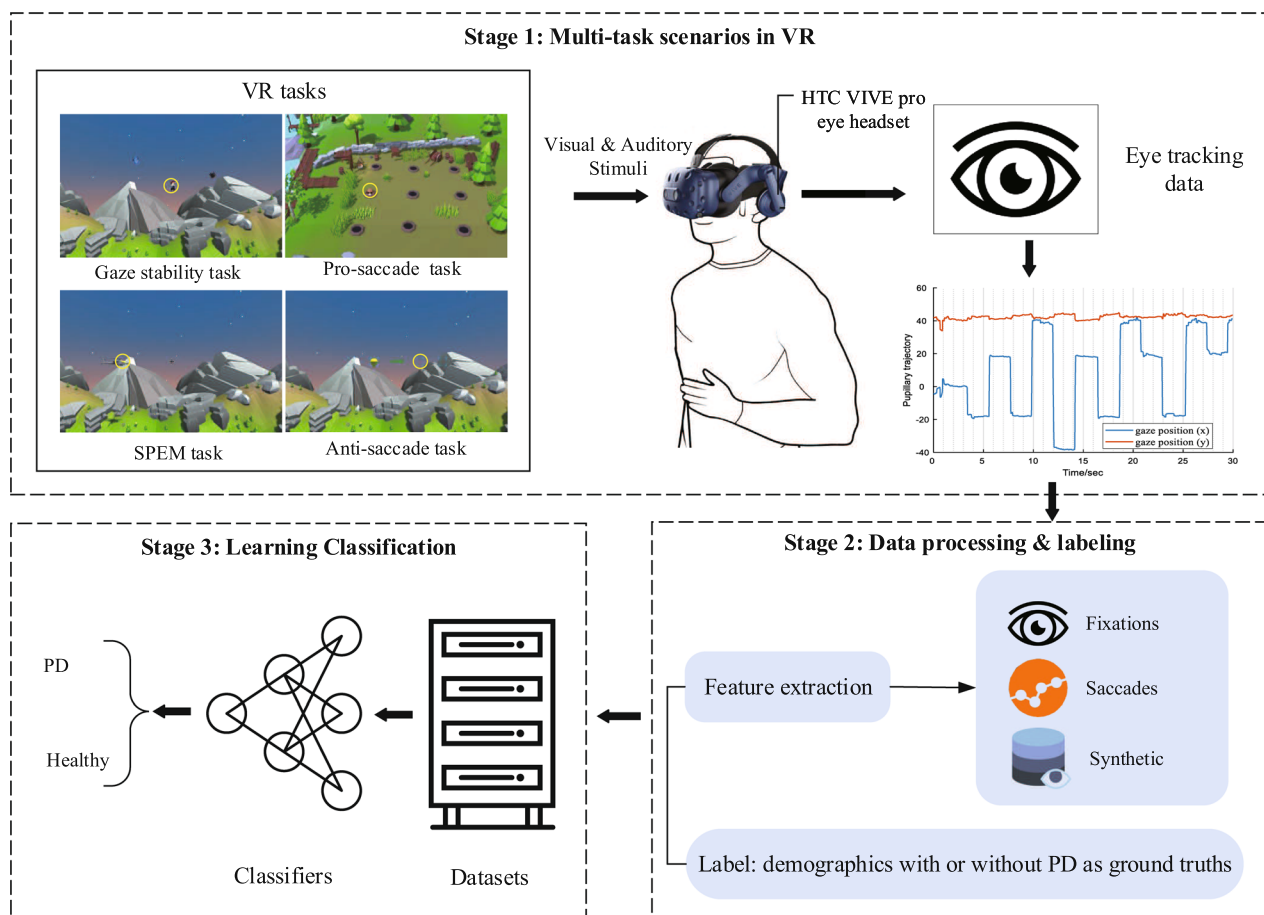 Stage 1: Multi-task scenarios in VR
VR tasks
Gaze stability task
Pro-saccade task
SPEM task
Anti-saccade task
Visual & Auditory
Stimuli
HTC VIVE pro
eye headset
Eye tracking
data
Pupillary trajectory
60
40
20
0
-20
-40
gaze position (x)
gaze position (y)
0
5
10
15
20
25
30
Time/sec
Stage 2: Data processing & labeling
Feature extraction
Fixations
Saccades
Synthetic
Label: demographics with or without PD as ground truths
Stage 3: Learning Classification
PD
Healthy
Classifiers
Datasets